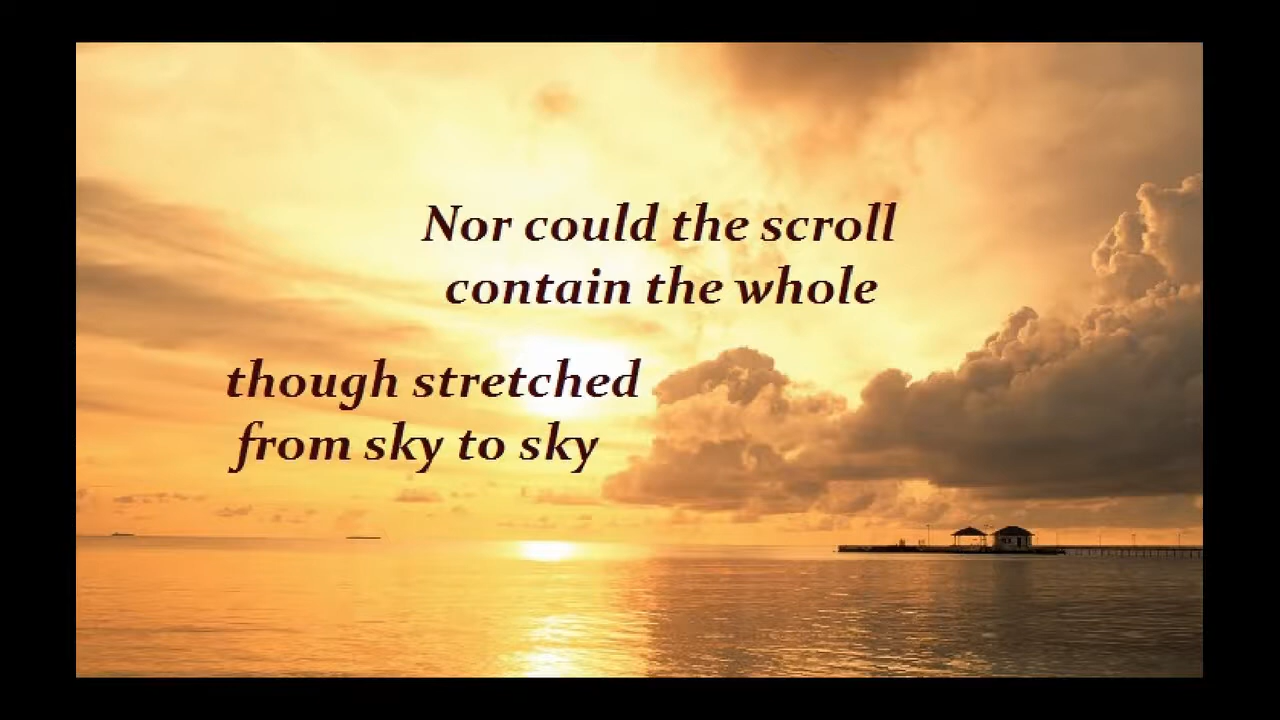 Nor could the scroll
contain the whole
though stretched
from sky to sky